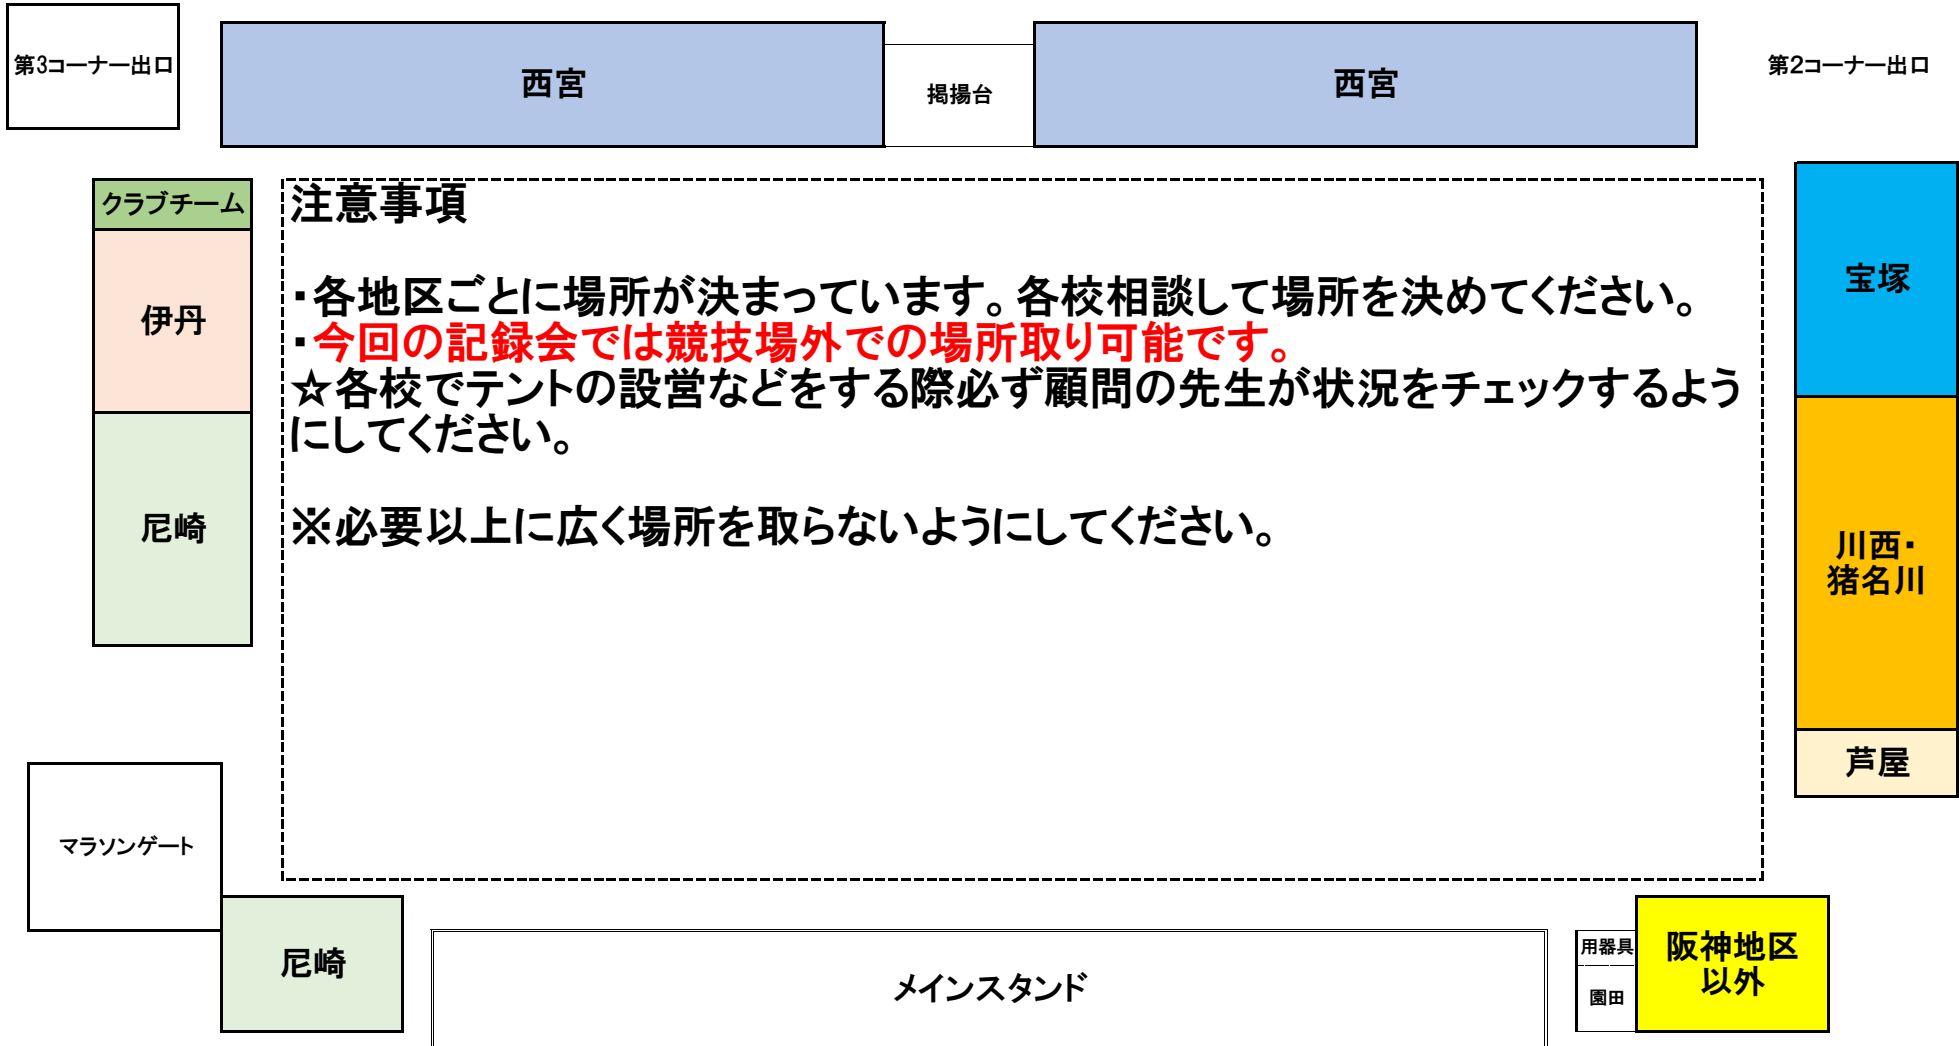 第3コーナー出口
西宮
掲揚台
西宮
第2コーナー出口
クラブチーム
伊丹
尼崎
注意事項
・各地区ごとに場所が決まっています。各校相談して場所を決めてください。
・今回の記録会では競技場外での場所取り可能です。
☆各校でテントの設営などをする際必ず顧問の先生が状況をチェックするよう
にしてください。
※必要以上に広く場所を取らないようにしてください。
宝塚
川西・
猪名川
芦屋
マラソンゲート
尼崎
メインスタンド
用器具
園田
阪神地区
以外